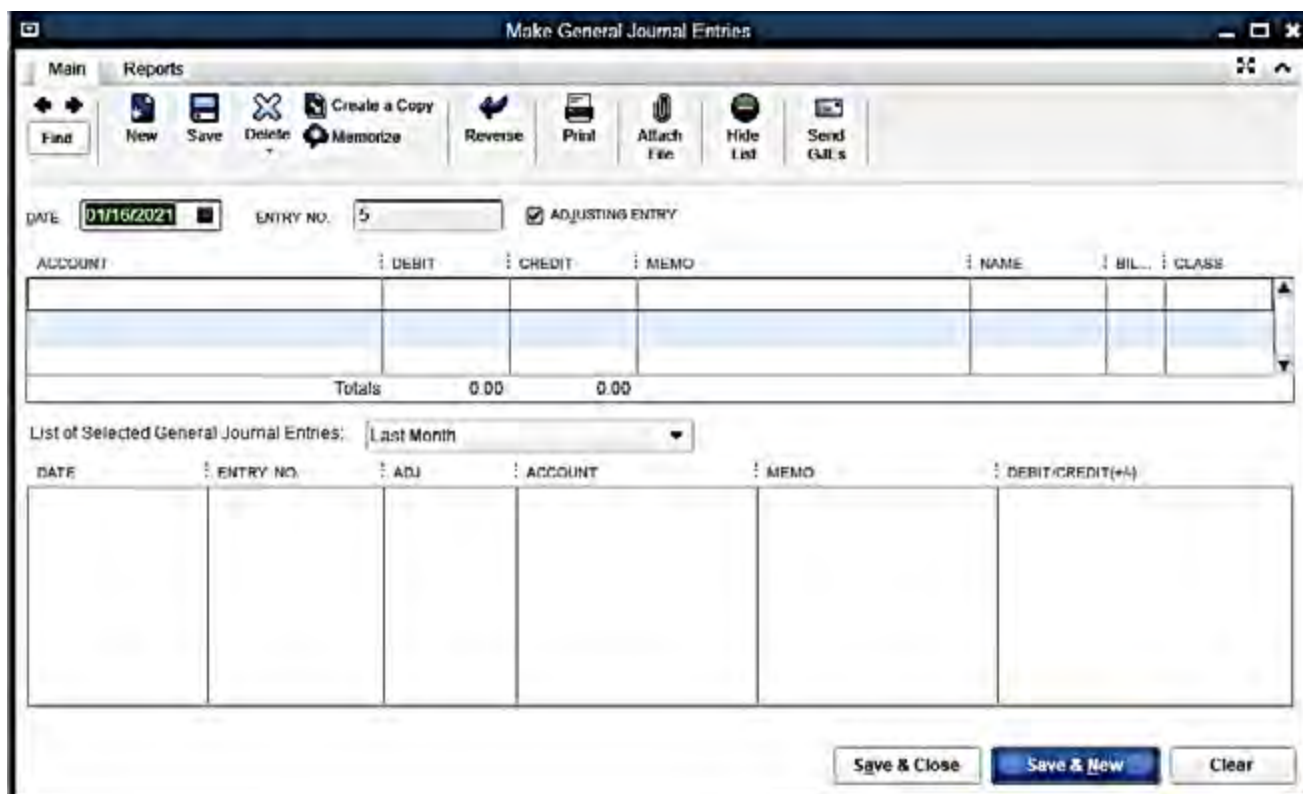 Make General Journal Entries
Main Reports
Find New Save Delete Create a Copy Memorize Reverse Print Attach File Hide List Send GJEs
DATE 01/16/2021 ENTRY NO. 5 ADJUSTING ENTRY
ACCOUNT DEBIT CREDIT MEMO NAME BIL... CLASS
Totals 0.00 0.00
List of Selected General Journal Entries: Last Month
DATE ENTRY NO. ADJ ACCOUNT MEMO DEBIT/CREDIT(+/-)
Save & Close Save & New Clear